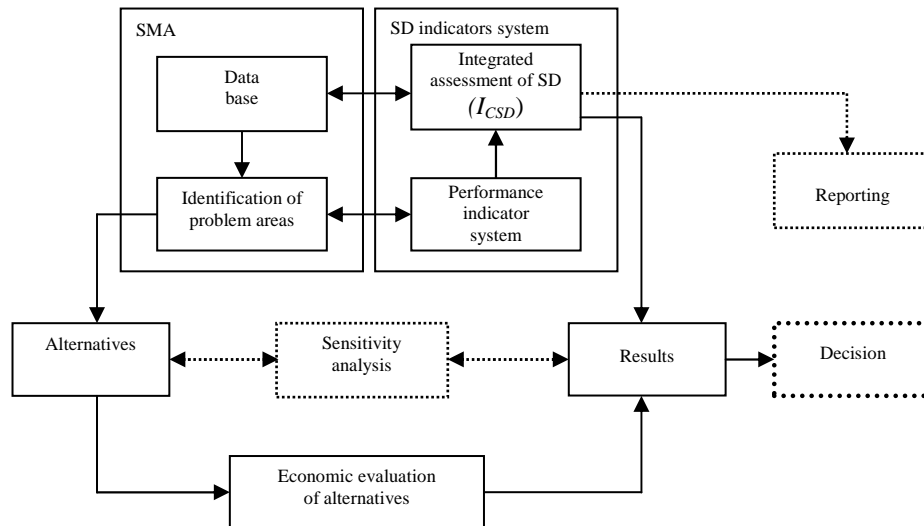 SMA
SD indicators system
Data
base
Integrated
assessment of SD
(I_CSD)
Identification of
problem areas
Performance
indicator
system
Reporting
Alternatives
Sensitivity
analysis
Results
Decision
Economic evaluation
of alternatives